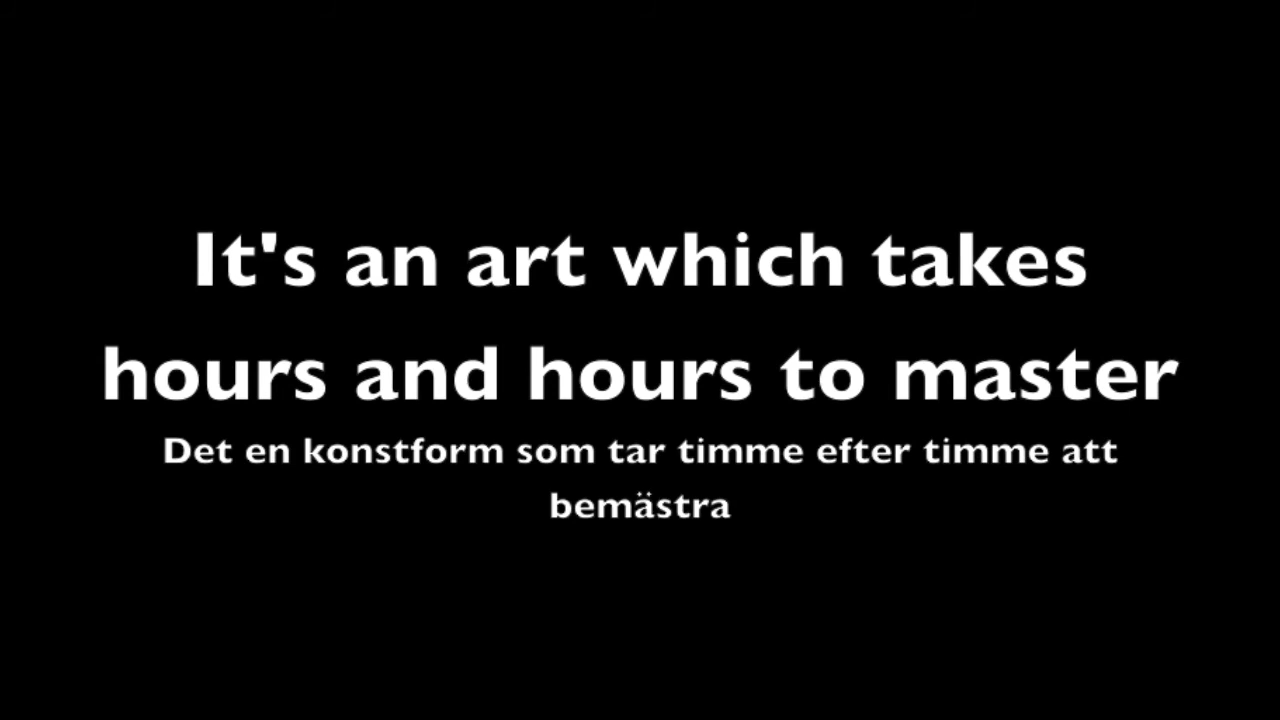 It's an art which takes
hours and hours to master
Det en konstform som tar timme efter timme att
bemästra